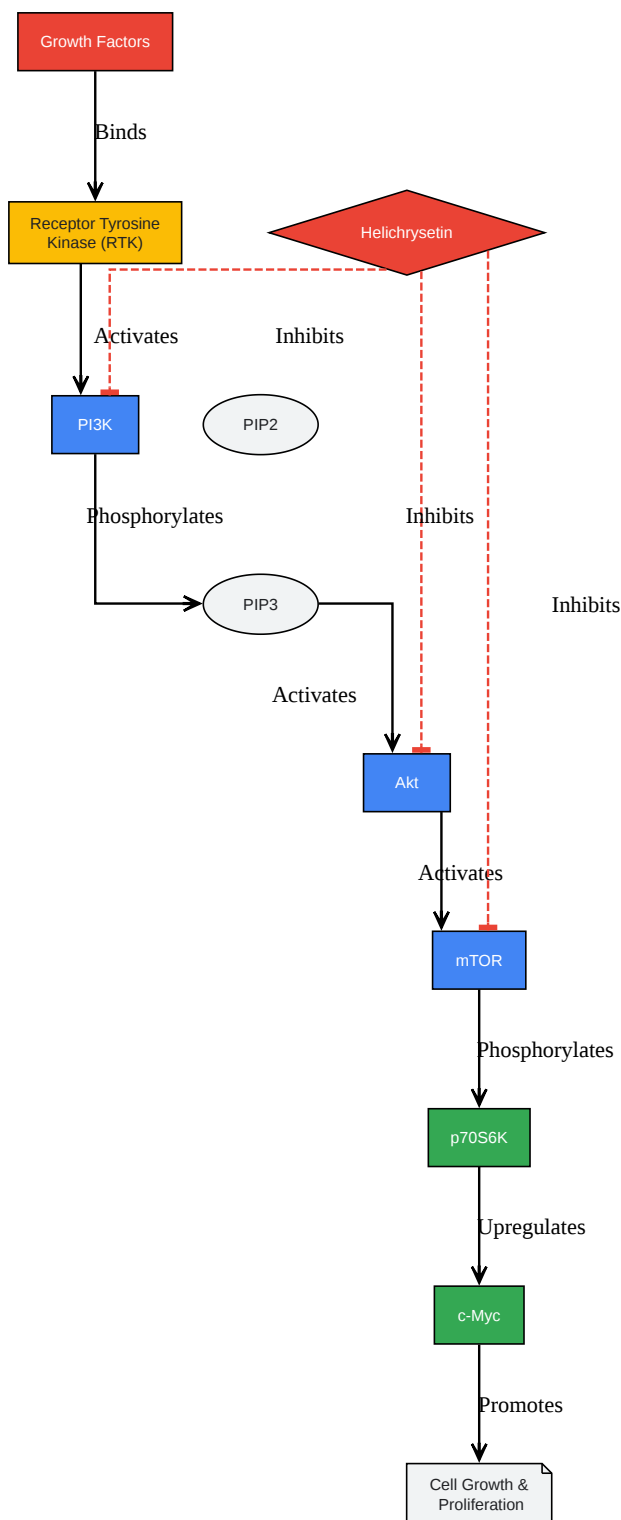 Growth Factors
Binds
Receptor Tyrosine
Kinase (RTK)
Helichrysetin
Activates
Inhibits
PI3K
PIP2
Phosphorylates
Inhibits
PIP3
Inhibits
Activates
Akt
Activates
mTOR
Phosphorylates
p70S6K
Upregulates
c-Myc
Promotes
Cell Growth &
Proliferation